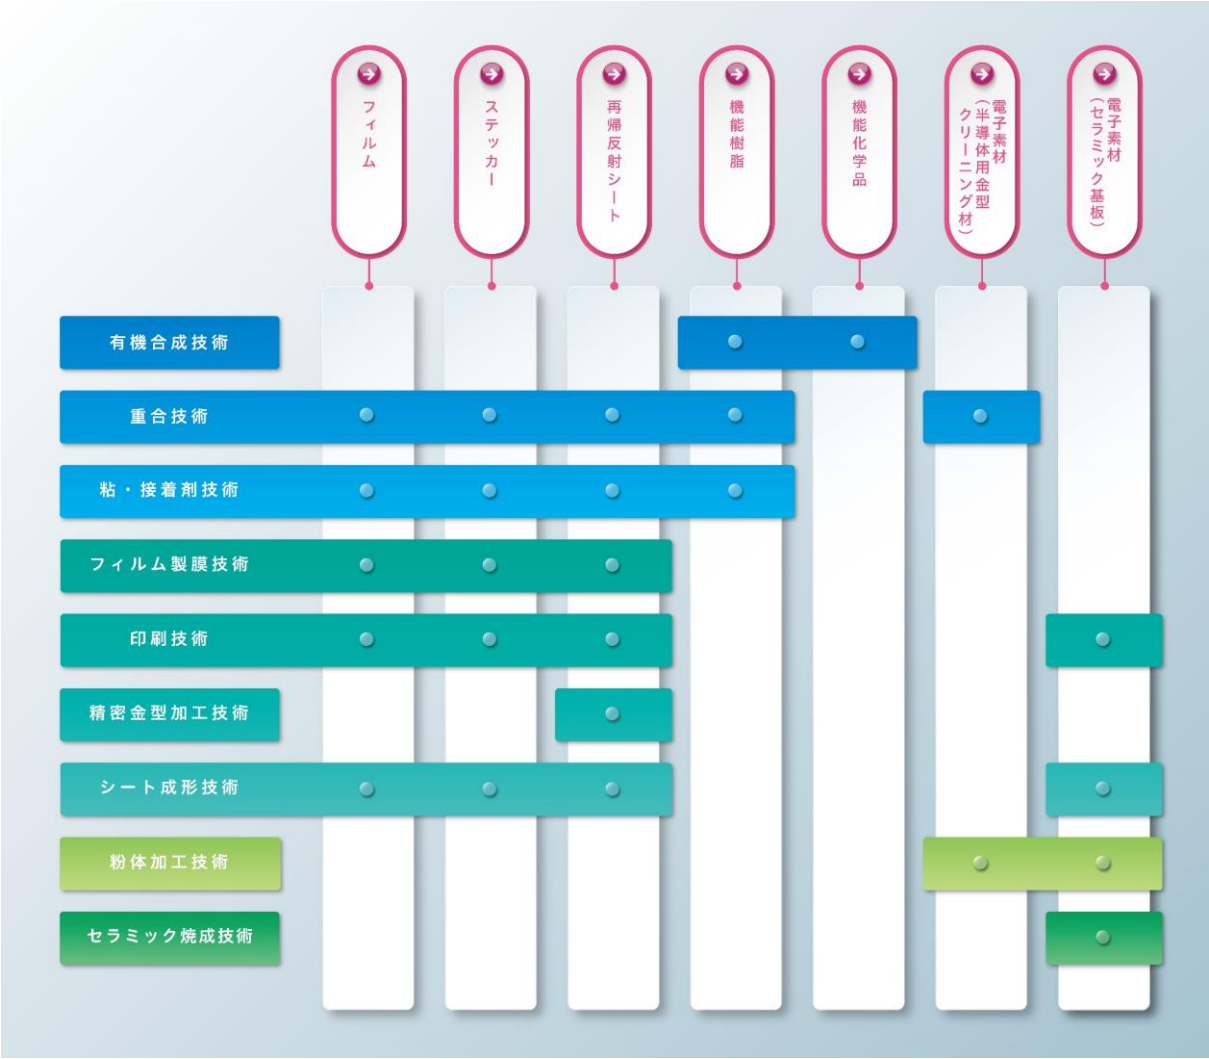 フィルム
ステッカー
再帰反射シート
機能樹脂
機能化学品
電子素材
（半導体用金型
クリーニング材）
電子素材
（セラミック基板）
有機合成技術
重合技術
粘・接着剤技術
フィルム製膜技術
印刷技術
精密金型加工技術
シート成形技術
粉体加工技術
セラミック焼成技術